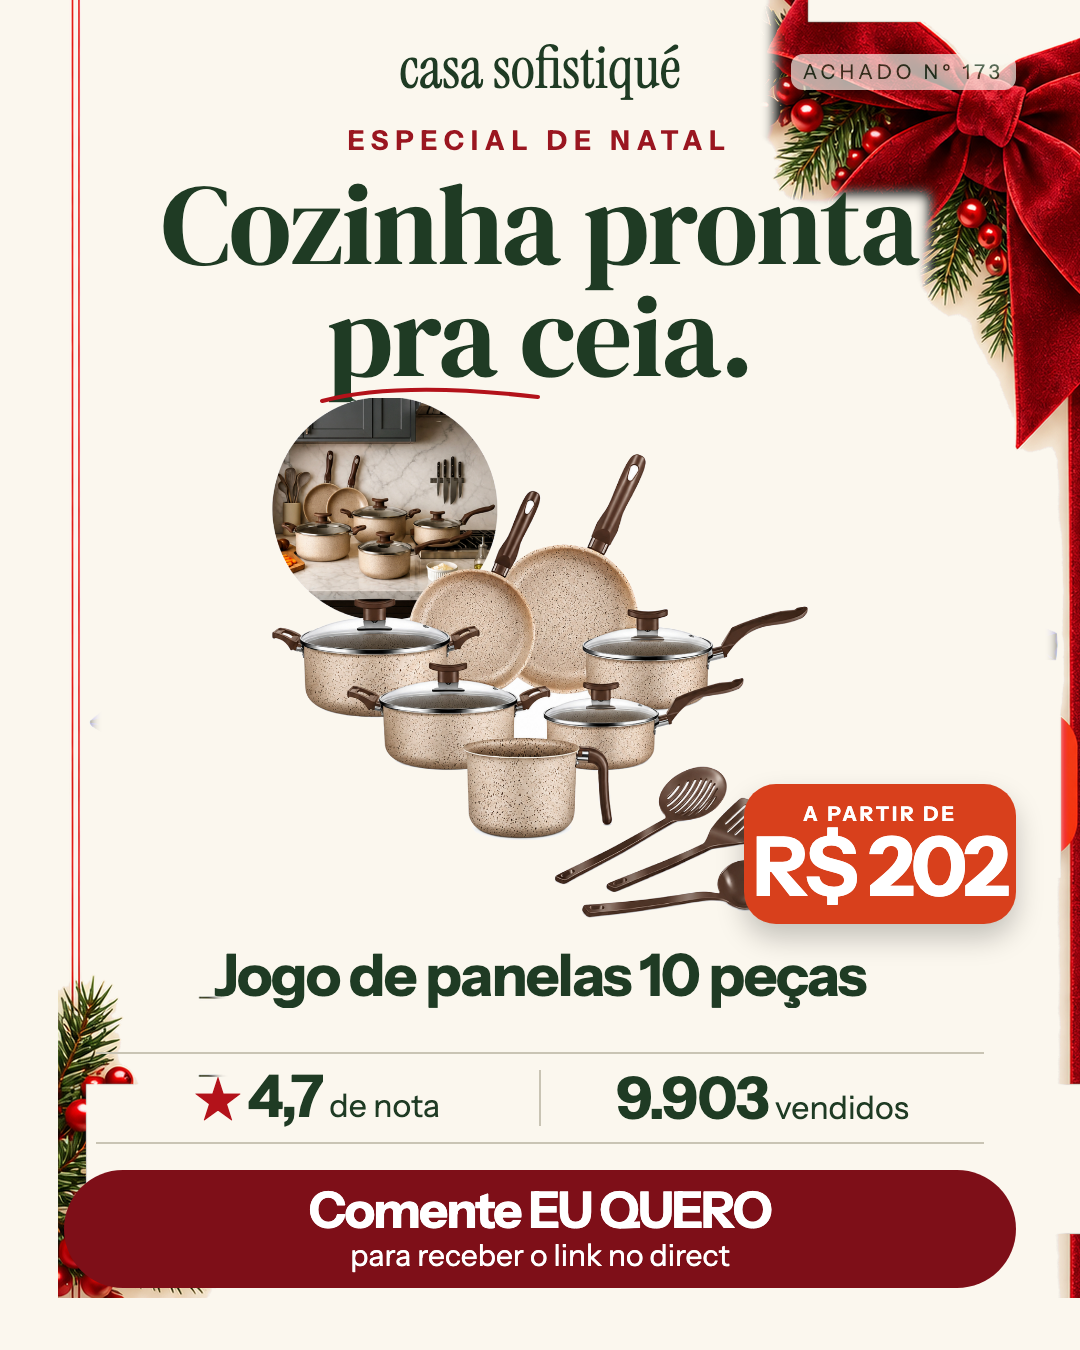 casa sofistiqué
ACHADO Nº 173
ESPECIAL DE NATAL
Cozinha pronta
pra ceia.
A PARTIR DE
R$ 202
Jogo de panelas 10 peças
★ 4,7 de nota
9.903 vendidos
Comente EU QUERO
para receber o link no direct